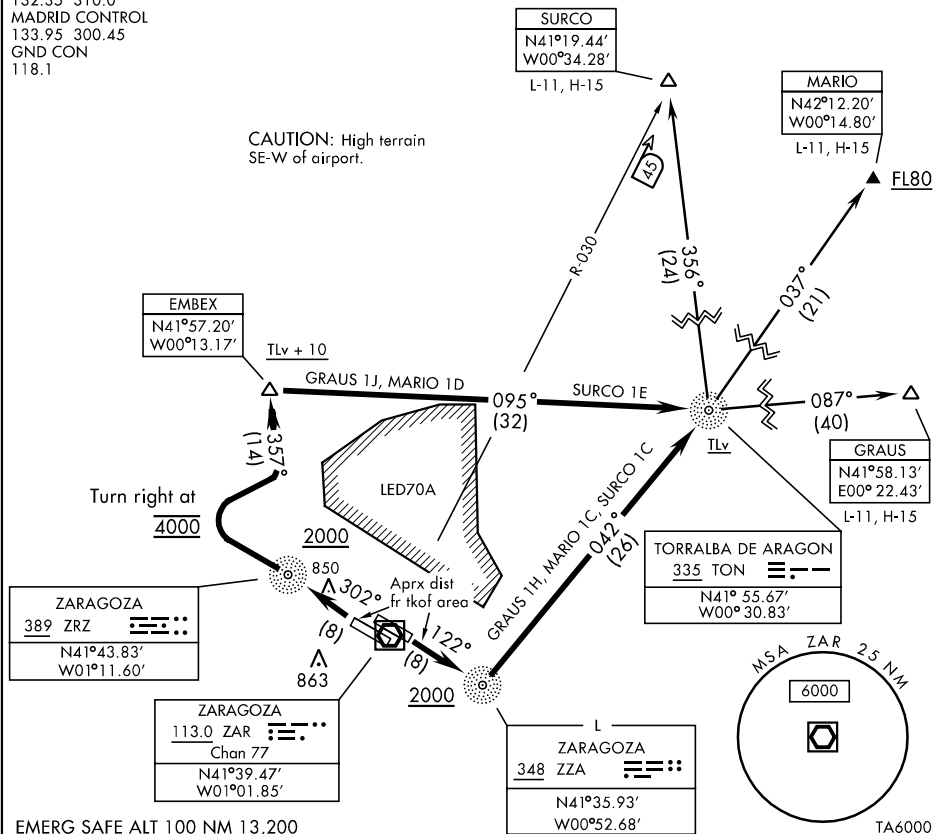 132.35 310.0
MADRID CONTROL
133.95 300.45
GND CON
118.1
SURCO
N41°19.44'
W00°34.28'
L-11, H-15
MARIO
N42°12.20'
W00°14.80'
L-11, H-15
FL80
CAUTION: High terrain
SE-W of airport.
45
R-030
356°
(24)
037°
(21)
EMBEX
N41°57.20'
W00°13.17'
TLv + 10
GRAUS 1J, MARIO 1D
095°
(32)
SURCO 1E
087°
(40)
TLv
GRAUS
N41°58.13'
E00° 22.43'
L-11, H-15
357°
(14)
LED70A
Turn right at
4000
2000
850
GRAUS 1H, MARIO 1C, SURCO 1C
042°
(26)
TORRALBA DE ARAGON
335 TON
N41° 55.67'
W00° 30.83'
302°
(8)
Aprx dist
fr tkof area
122°
(8)
ZARAGOZA
389 ZRZ
N41°43.83'
W01°11.60'
863
2000
MSA ZAR 25 NM
6000
ZARAGOZA
113.0 ZAR
Chan 77
N41°39.47'
W01°01.85'
L
ZARAGOZA
348 ZZA
N41°35.93'
W00°52.68'
EMERG SAFE ALT 100 NM 13,200
TA6000